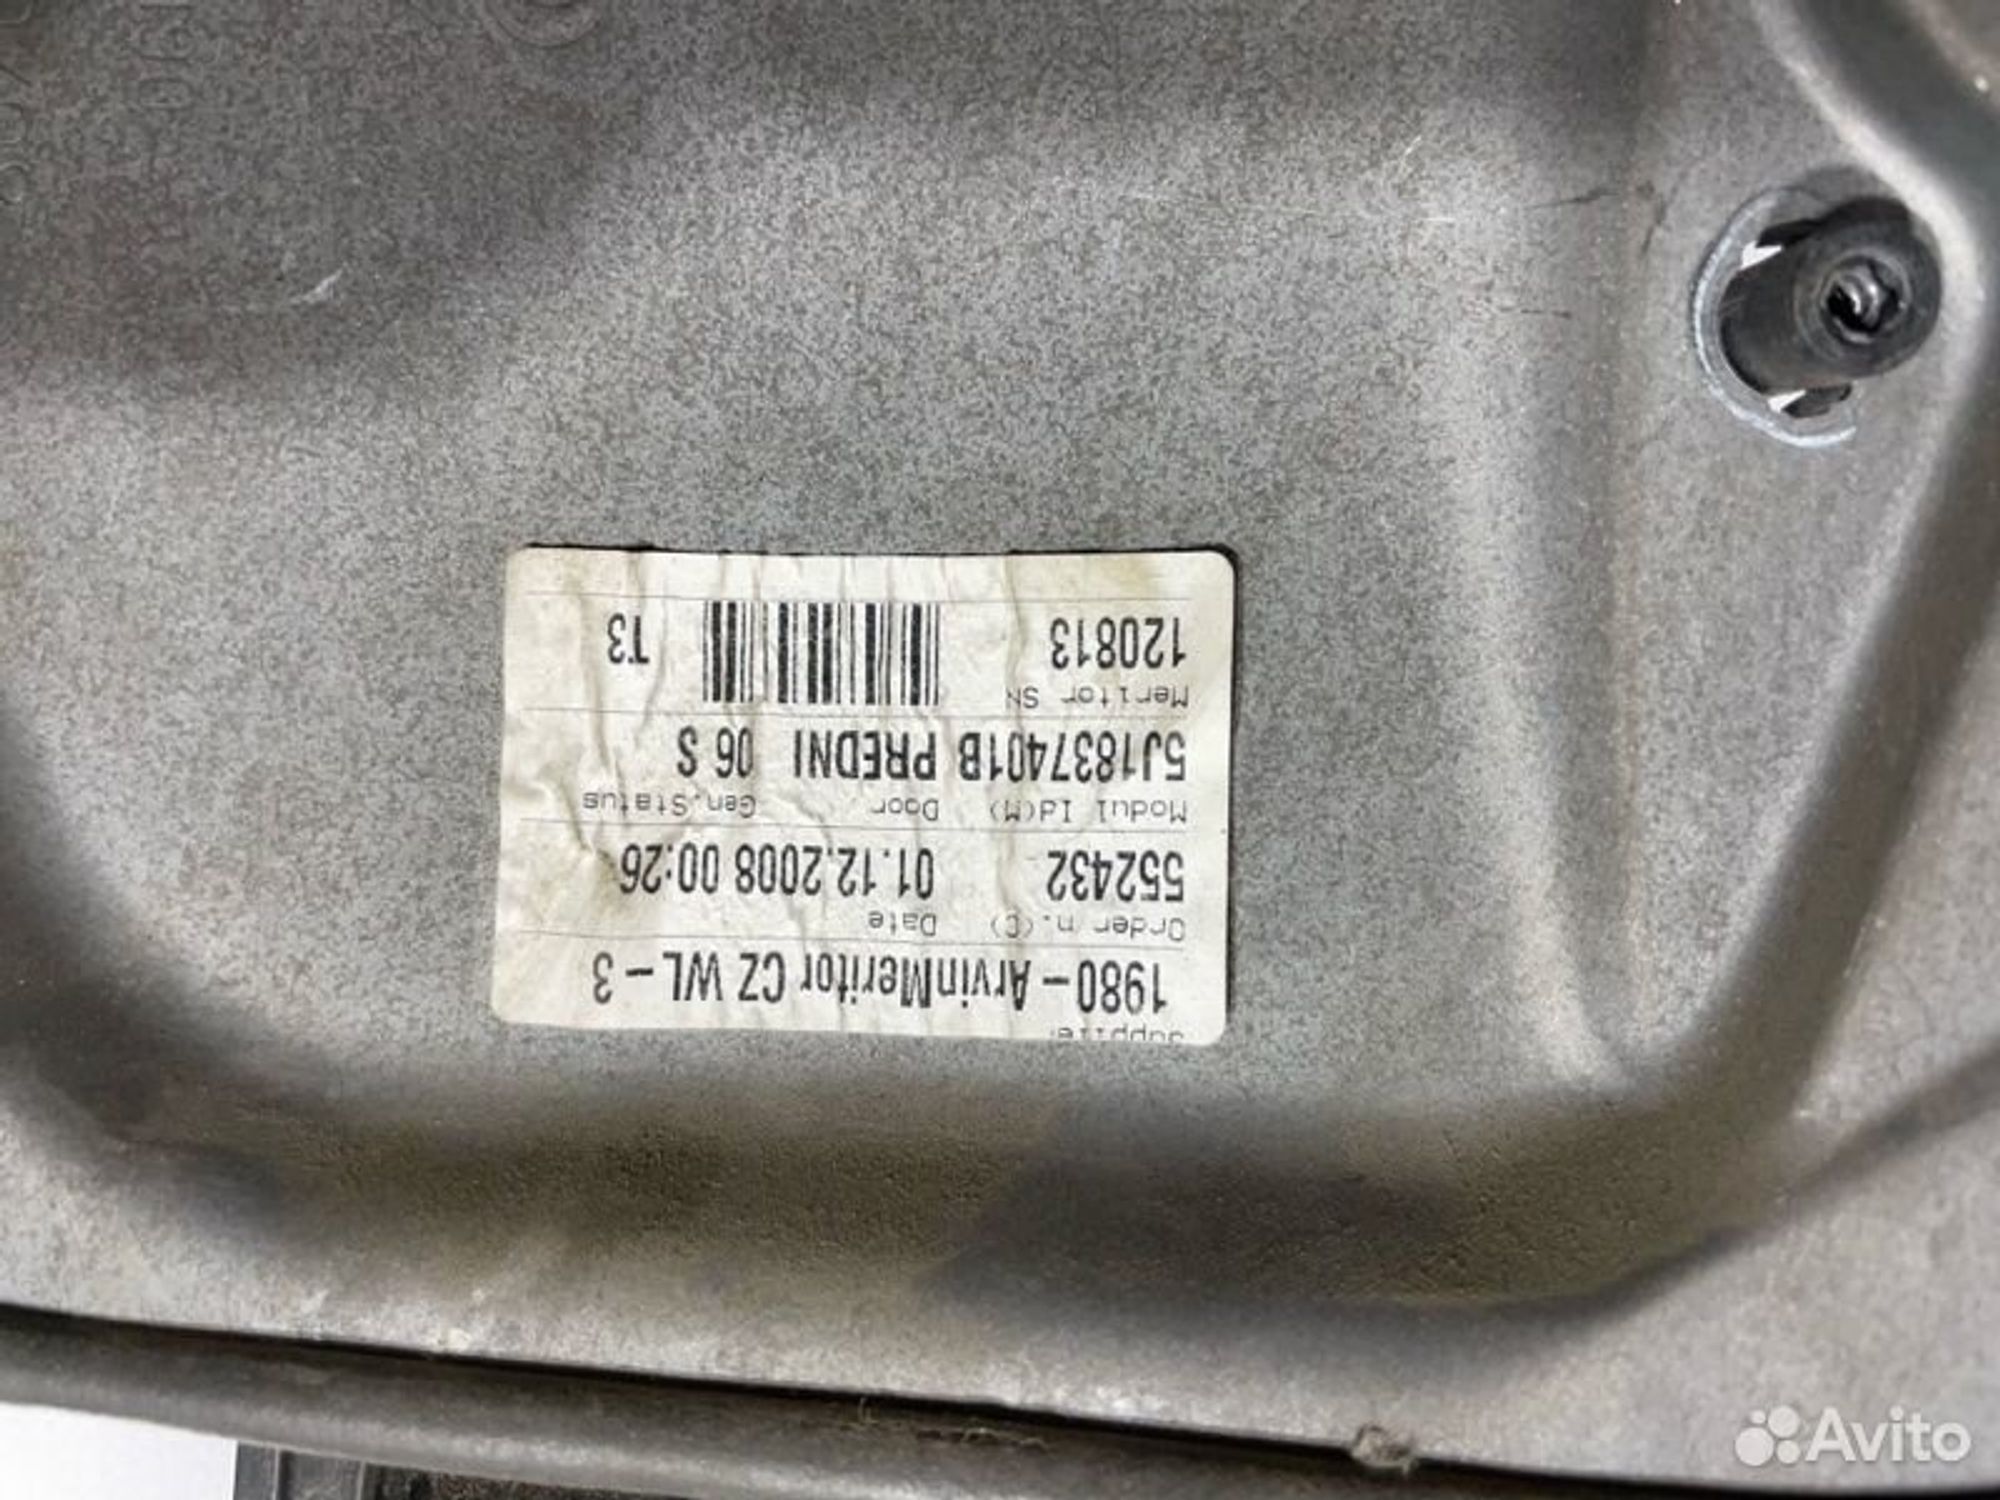 Supplier
1980 - ArvinMeritor CZ WL - 3
Order n.(C) Date
552432 01.12.2008 00:26
Modul Id(M) Door Gen.Status
5J1837401B PREDNI 06 S
Meritor SN
120813 T3
Avito